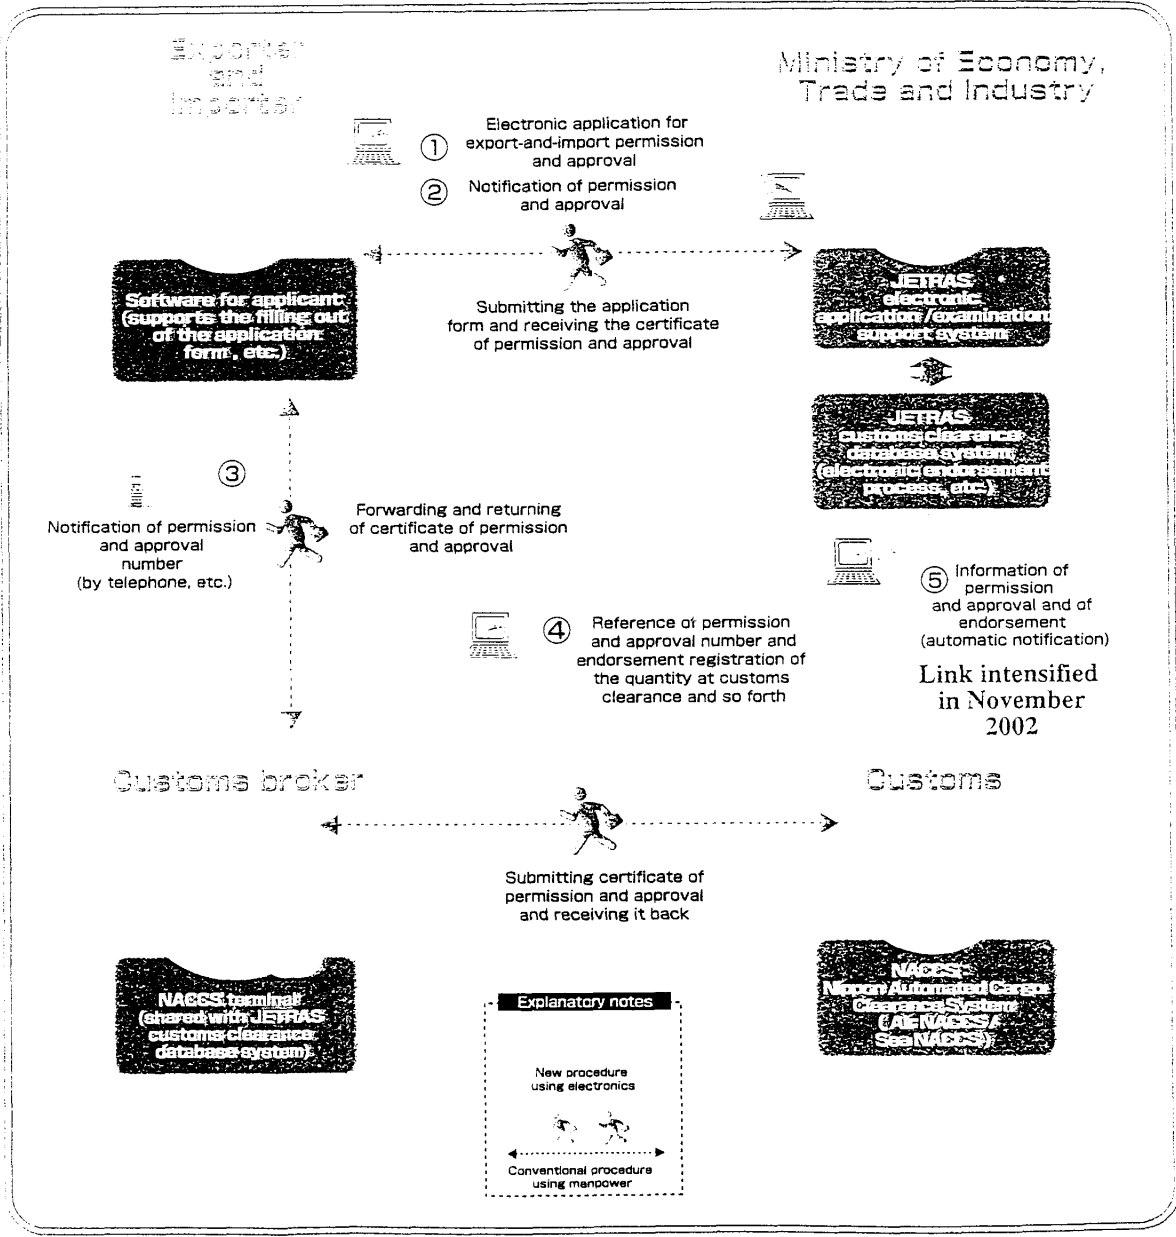 Exporter
and
Importer
Ministry of Economy,
Trade and Industry
① Electronic application for
export-and-import permission
and approval
② Notification of permission
and approval
Submitting the application
form and receiving the certificate
of permission and approval
Software for applicant
(supports the filling out
of the application
form, etc.)
JETRAS
electronic
application/examination
support system
JETRAS
customs clearance
database system
(electronic endorsement
process, etc.)
③
Notification of permission
and approval
number
(by telephone, etc.)
Forwarding and returning
of certificate of permission
and approval
④ Reference of permission
and approval number and
endorsement registration of
the quantity at customs
clearance and so forth
⑤ Information of
permission
and approval and of
endorsement
(automatic notification)
Link intensified
in November
2002
Customs broker
Customs
Submitting certificate of
permission and approval
and receiving it back
NACCS terminal
(shared with JETRAS
customs clearance
database system)
NACCS
Nippon Automated Cargo
Clearance System
(Air NACCS /
Sea NACCS)
Explanatory notes
New procedure
using electronics
Conventional procedure
using manpower